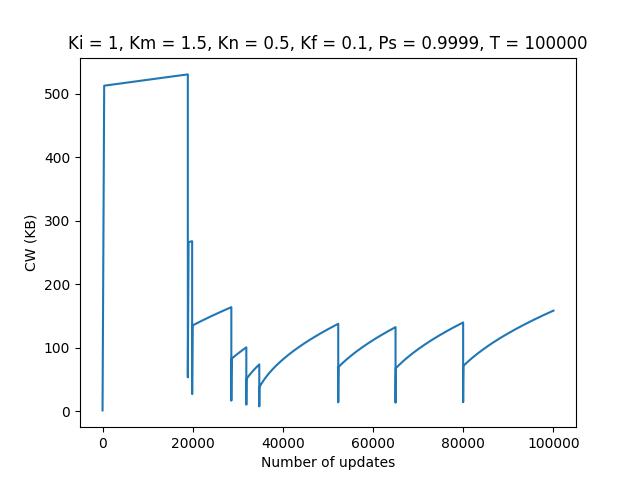 Ki = 1, Km = 1.5, Kn = 0.5, Kf = 0.1, Ps = 0.9999, T = 100000
500
400
300
200
100
0
CW (KB)
0 20000 40000 60000 80000 100000
Number of updates